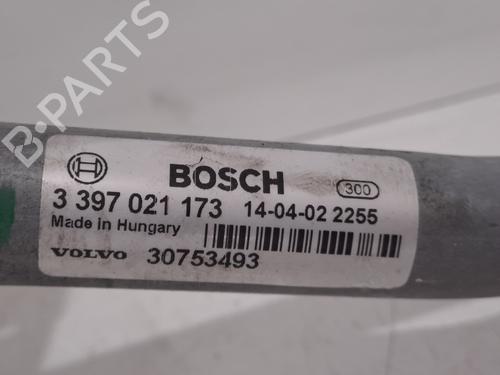 B-PARTS
BOSCH
300
3 397 021 173 14-04-02 2255
Made in Hungary
VOLVO 30753493